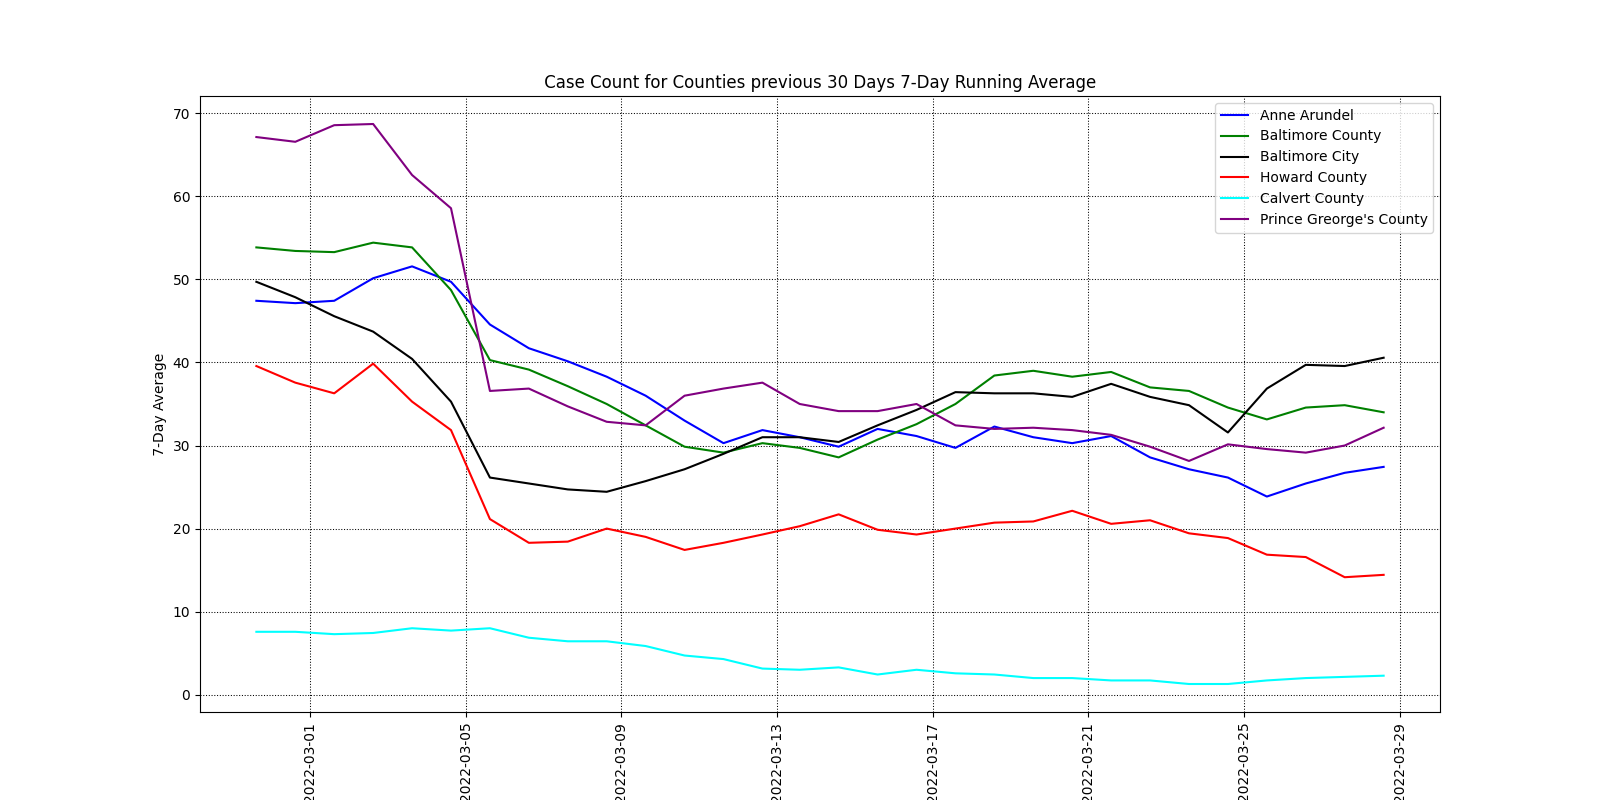 Case Count for Counties previous 30 Days 7-Day Running Average
70
60
50
40
30
20
10
0
7-Day Average
Anne Arundel
Baltimore County
Baltimore City
Howard County
Calvert County
Prince Greorge's County
2022-03-01
2022-03-05
2022-03-09
2022-03-13
2022-03-17
2022-03-21
2022-03-25
2022-03-29